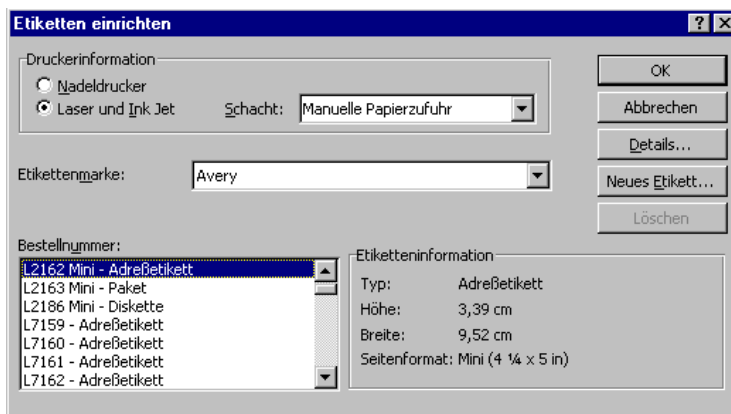 Etiketten einrichten
Druckerinformation
Nadeldrucker
Laser und Ink Jet
Schacht: Manuelle Papierzufuhr
OK
Abbrechen
Details...
Neues Etikett...
Löschen
Etikettenmarke: Avery
Bestellnummer:
L2162 Mini - Adreßetikett
L2163 Mini - Paket
L2186 Mini - Diskette
L7159 - Adreßetikett
L7160 - Adreßetikett
L7161 - Adreßetikett
L7162 - Adreßetikett
Etiketteninformation
Typ: Adreßetikett
Höhe: 3,39 cm
Breite: 9,52 cm
Seitenformat: Mini (4 ¼ x 5 in)